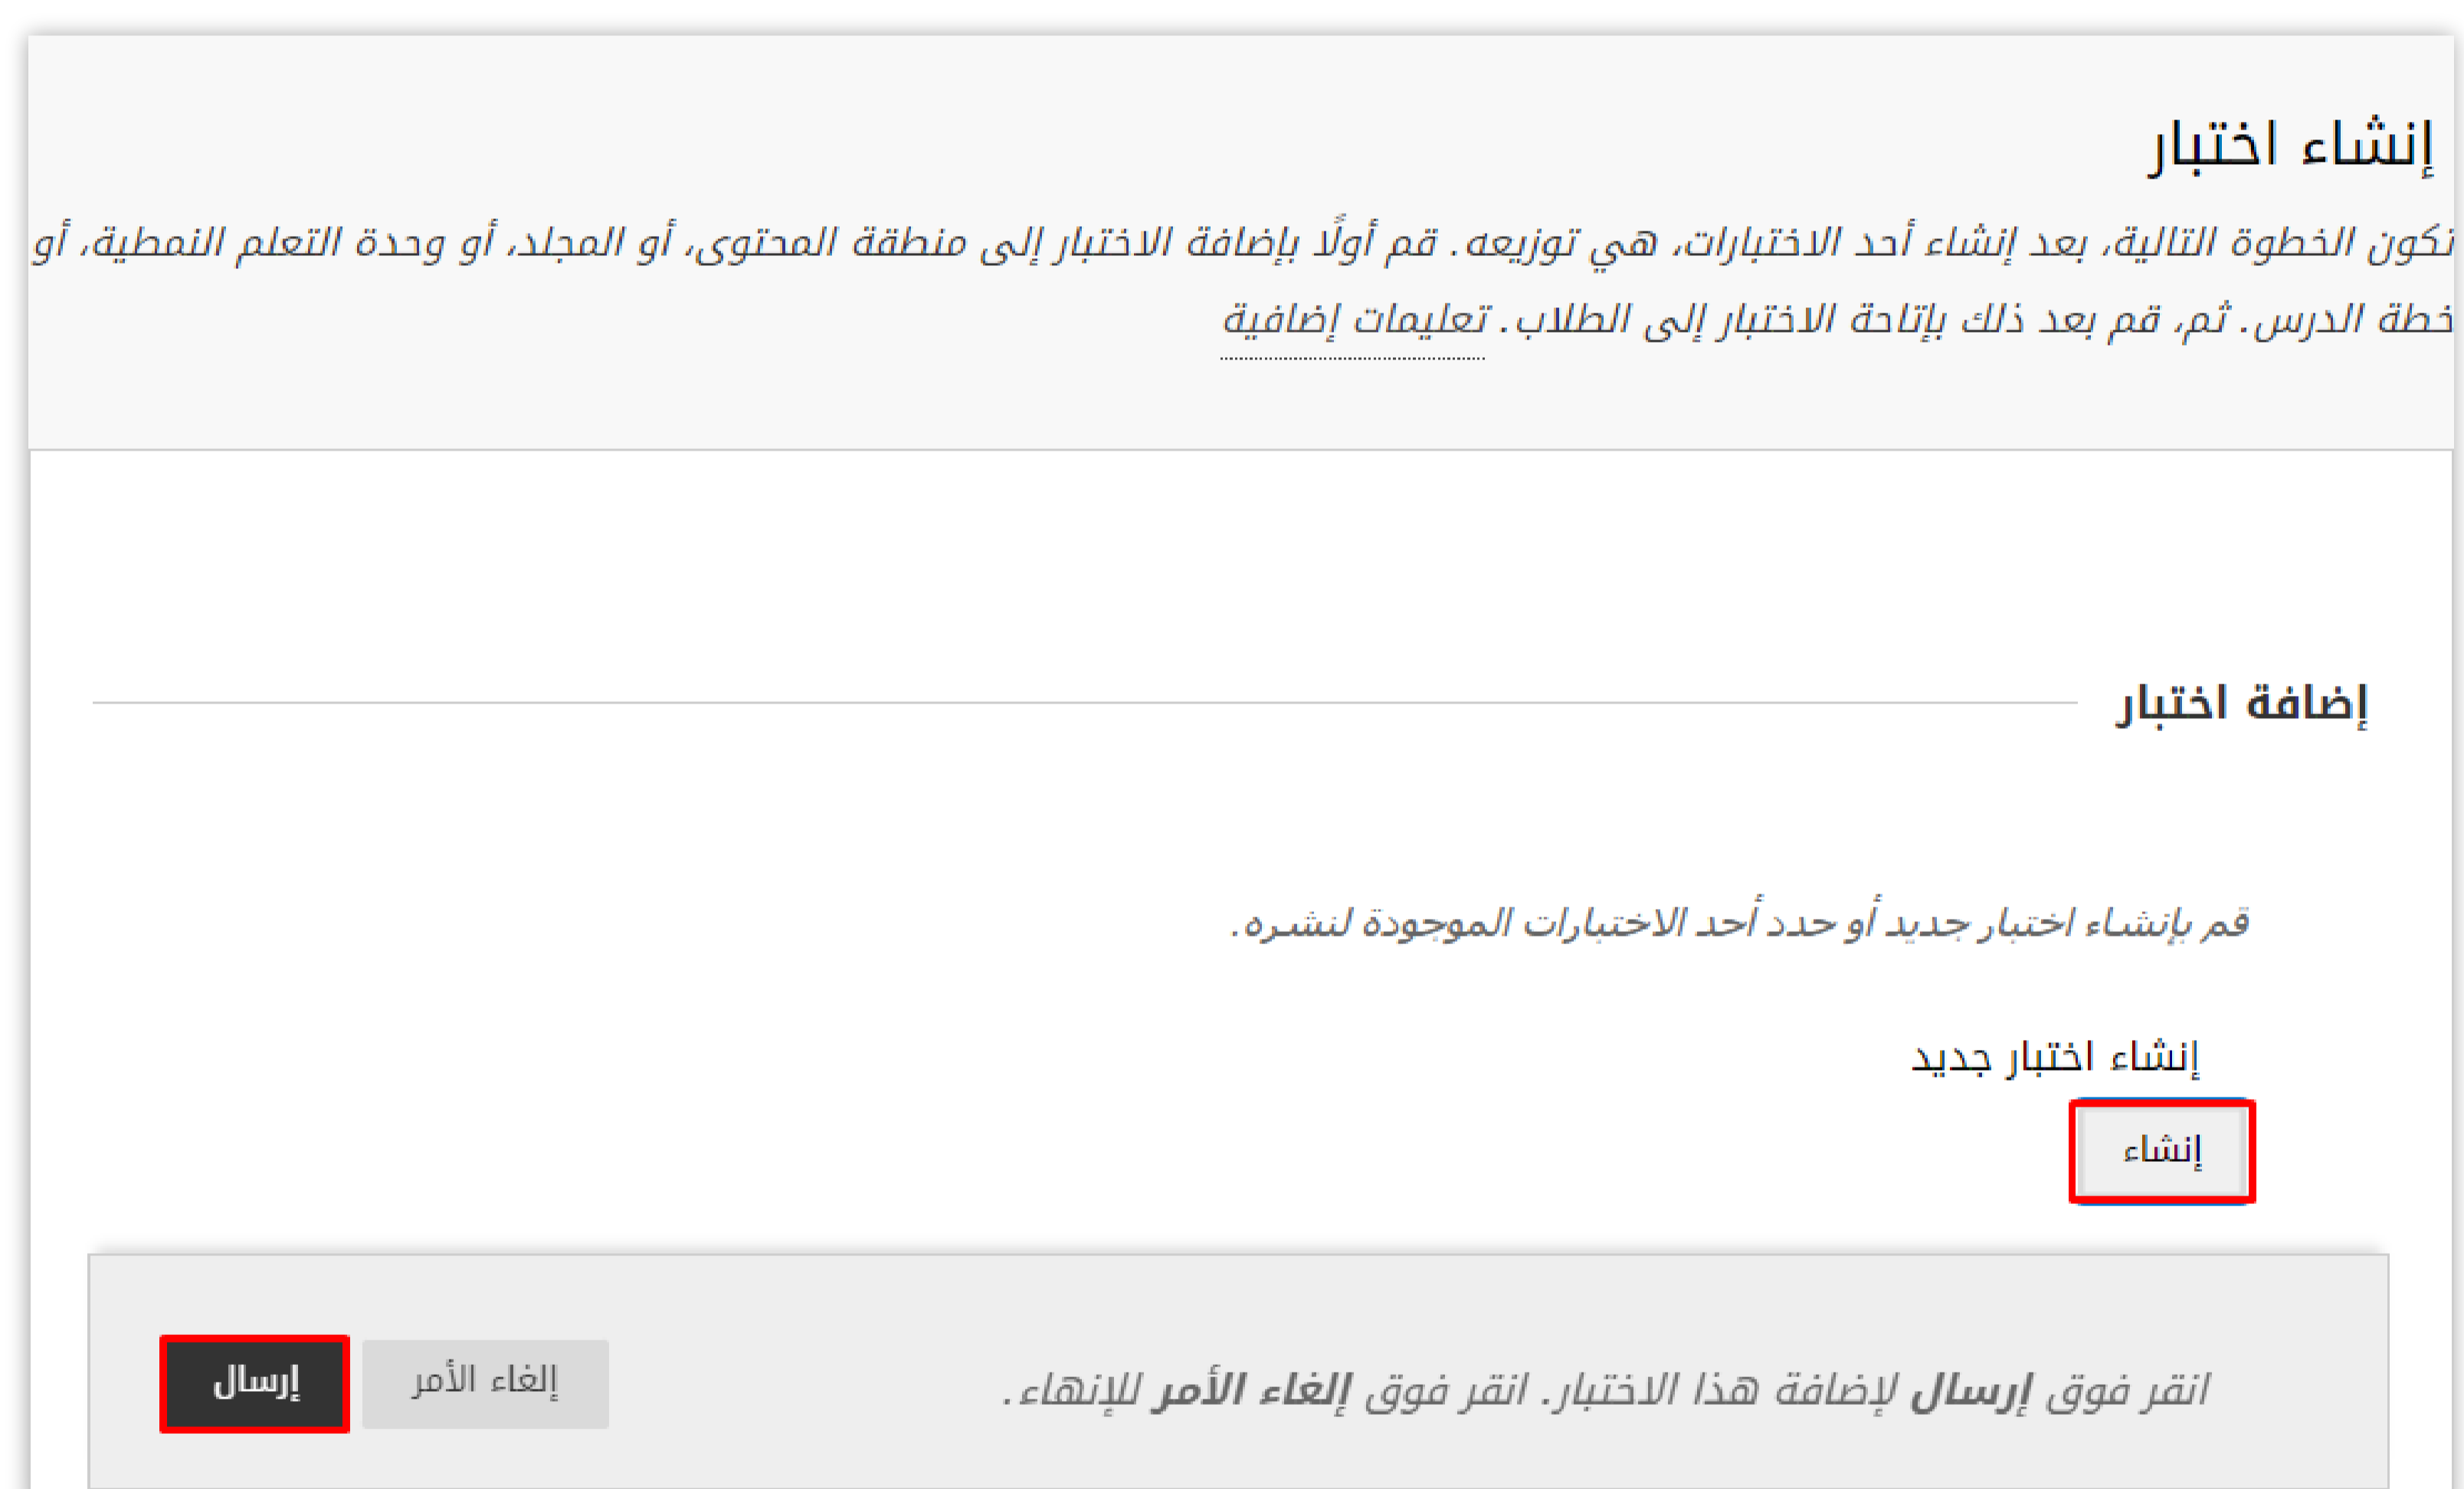 إنشاء اختبار
تكون الخطوة التالية، بعد إنشاء أحد الاختبارات، هي توزيعه. قم أولًا بإضافة الاختبار إلى منطقة المحتوى، أو المجلد، أو وحدة التعلم النمطية، أو
خطة الدرس. ثم، قم بعد ذلك بإتاحة الاختبار إلى الطلاب. تعليمات إضافية
إضافة اختبار
قم بإنشاء اختبار جديد أو حدد أحد الاختبارات الموجودة لنشره.
إنشاء اختبار جديد
إنشاء
انقر فوق إرسال لإضافة هذا الاختبار. انقر فوق إلغاء الأمر للإنهاء.
إلغاء الأمر
إرسال